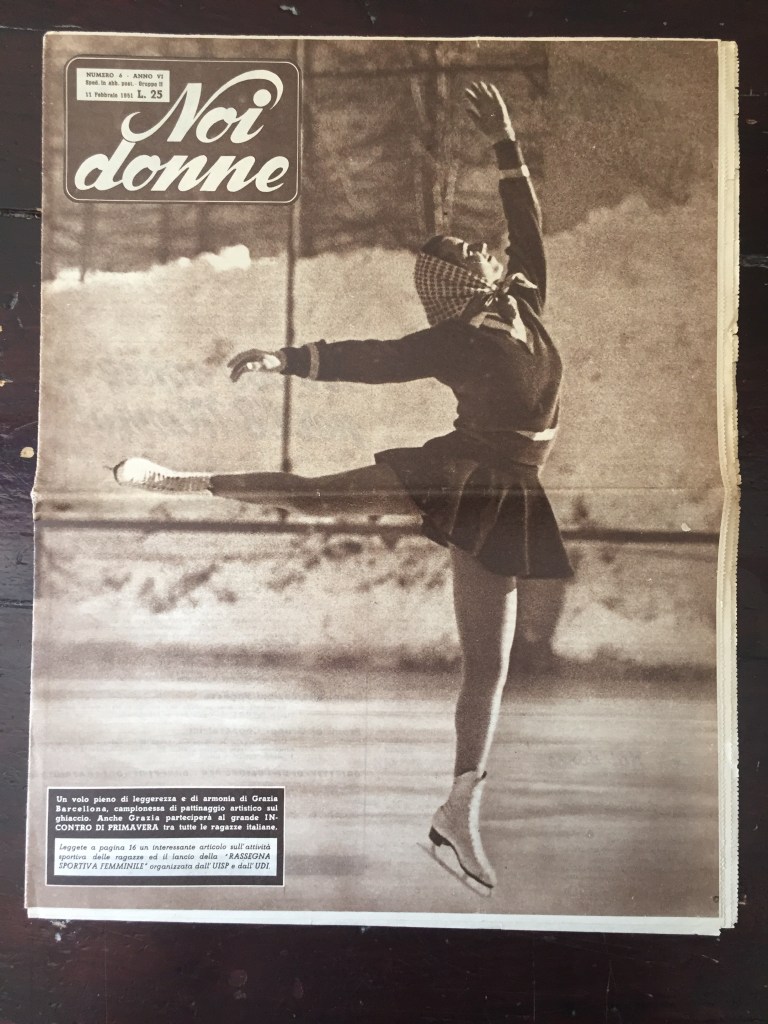 NUMERO 6 - ANNO VI
Sped. in abb. post. - Gruppo II
11 Febbraio 1951 L. 25
Noi
donne
Un volo pieno di leggerezza e di armonia di Grazia
Barcellona, campionessa di pattinaggio artistico sul
ghiaccio. Anche Grazia parteciperà al grande IN-
CONTRO DI PRIMAVERA tra tutte le ragazze italiane.
Leggete a pagina 16 un interessante articolo sull'attività
sportiva delle ragazze ed il lancio della "RASSEGNA
SPORTIVA FEMMINILE" organizzata dall'UISP e dall'UDI.